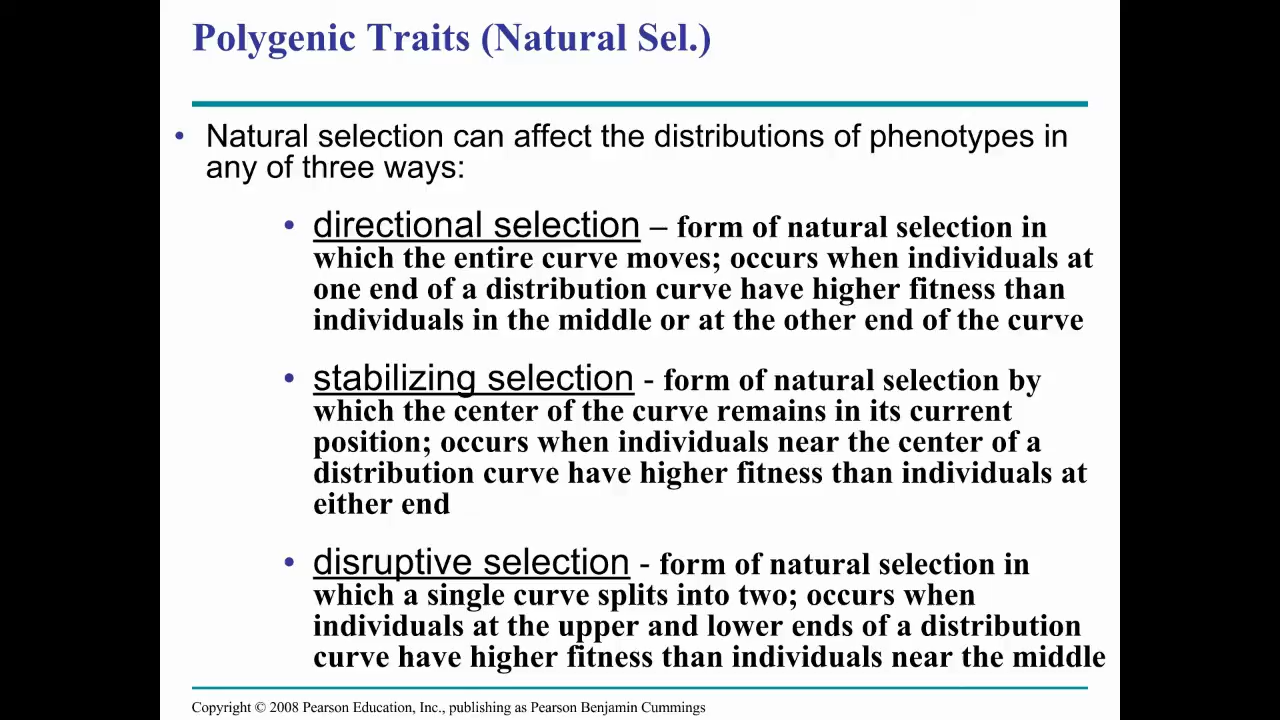 Polygenic Traits (Natural Sel.)
• Natural selection can affect the distributions of phenotypes in
any of three ways:
• directional selection – form of natural selection in
which the entire curve moves; occurs when individuals at
one end of a distribution curve have higher fitness than
individuals in the middle or at the other end of the curve
• stabilizing selection - form of natural selection by
which the center of the curve remains in its current
position; occurs when individuals near the center of a
distribution curve have higher fitness than individuals at
either end
• disruptive selection - form of natural selection in
which a single curve splits into two; occurs when
individuals at the upper and lower ends of a distribution
curve have higher fitness than individuals near the middle
Copyright © 2008 Pearson Education, Inc., publishing as Pearson Benjamin Cummings